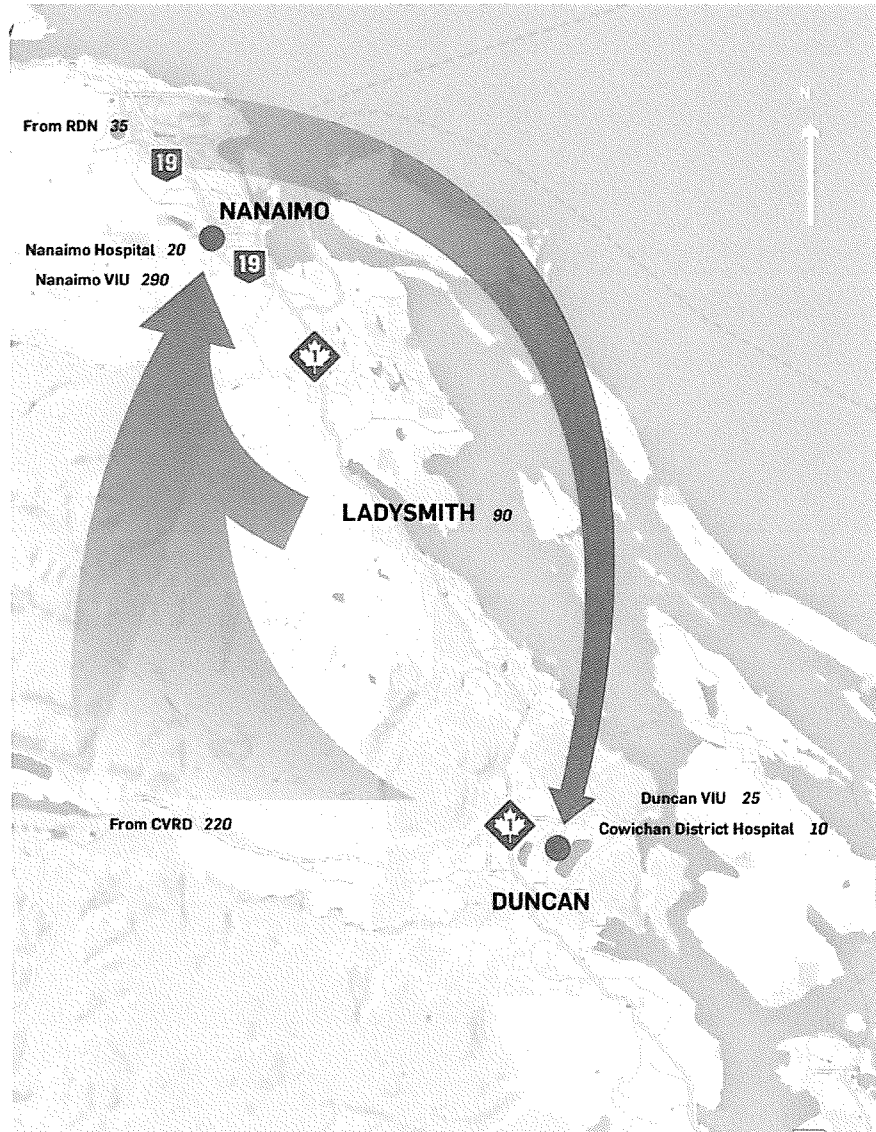 N
From RDN 35
19
NANAIMO
Nanaimo Hospital 20
19
Nanaimo VIU 290
1
LADYSMITH 90
Duncan VIU 25
From CVRD 220
1
Cowichan District Hospital 10
DUNCAN